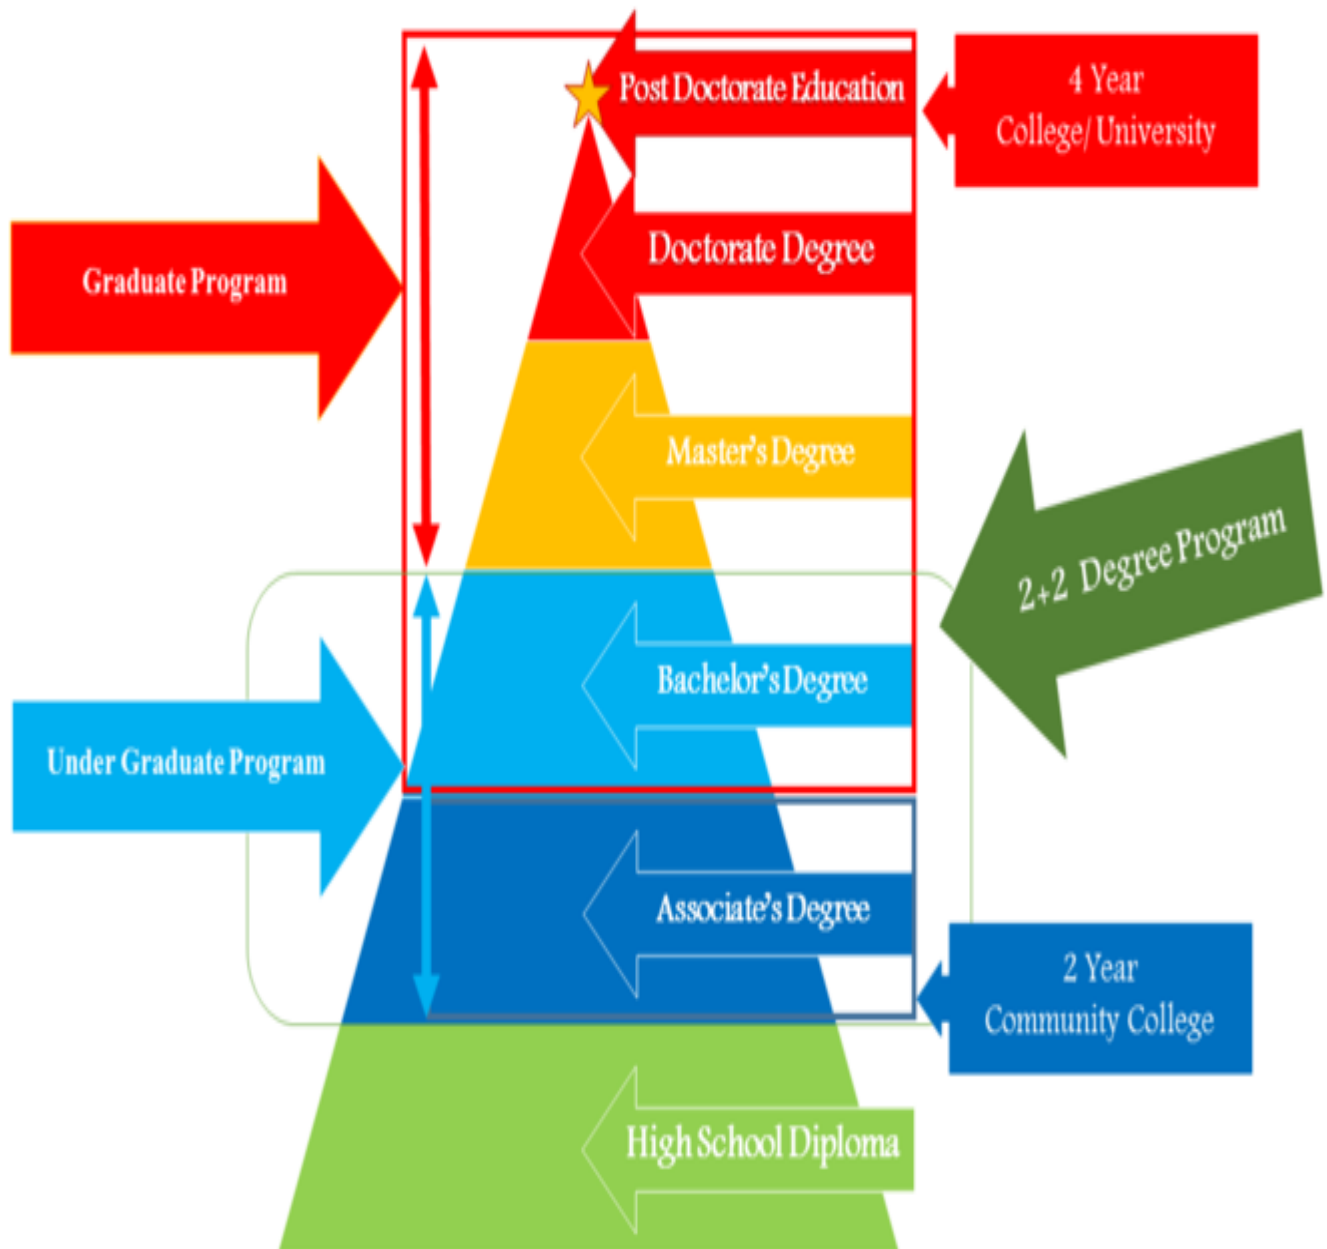 Post Doctorate Education
4 Year
College/University
Doctorate Degree
Graduate Program
Master's Degree
2+2 Degree Program
Bachelor's Degree
Under Graduate Program
Associate's Degree
2 Year
Community College
High School Diploma